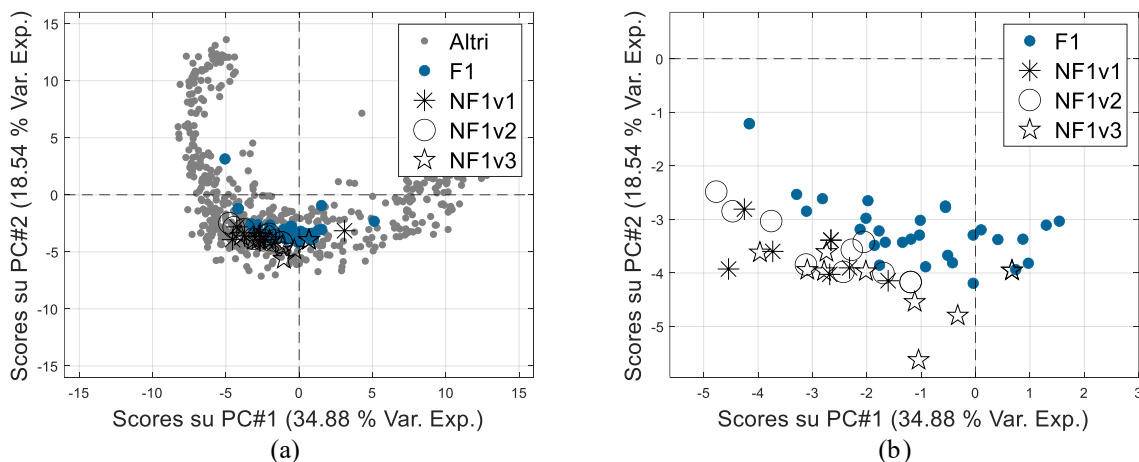 15
10
5
0
-5
-10
-15
Scores su PC#2 (18.54 % Var. Exp.)
Altri
F1
NF1v1
NF1v2
NF1v3
-15
-10
-5
0
5
10
15
Scores su PC#1 (34.88 % Var. Exp.)
(a)
0
-1
-2
-3
-4
-5
Scores su PC#2 (18.54 % Var. Exp.)
F1
NF1v1
NF1v2
NF1v3
-5
-4
-3
-2
-1
0
1
2
3
Scores su PC#1 (34.88 % Var. Exp.)
(b)